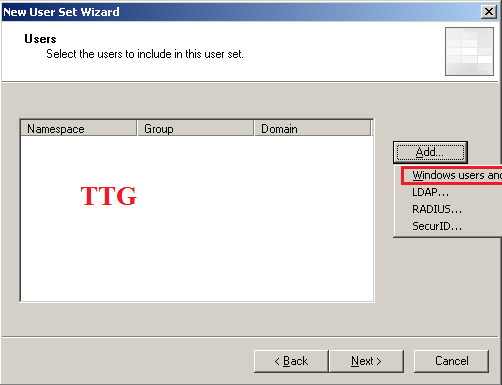 New User Set Wizard
Users
Select the users to include in this user set.
Namespace Group Domain
Add...
Windows users and
LDAP...
RADIUS...
SecurID...
TTG
< Back Next > Cancel